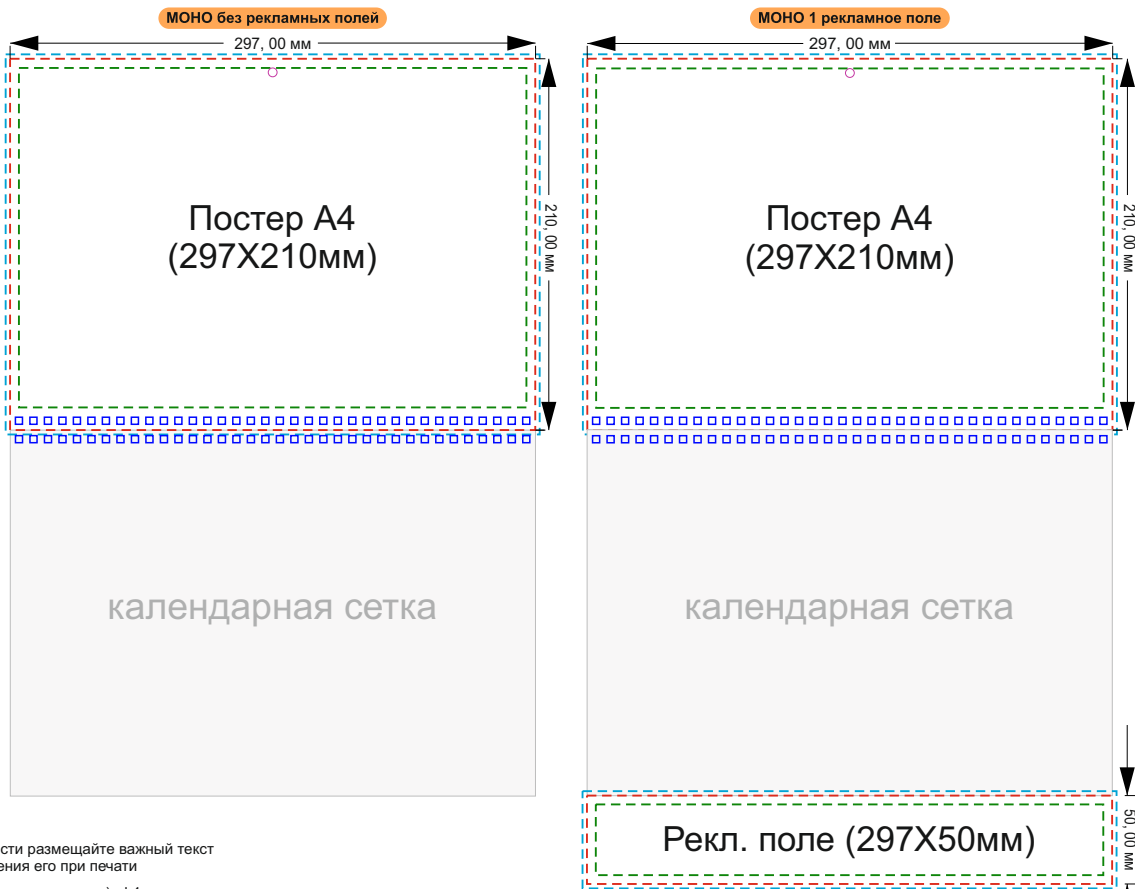 МОНО без рекламных полей
297, 00 мм
210, 00 мм
Постер А4
(297Х210мм)
календарная сетка
МОНО 1 рекламное поле
297, 00 мм
210, 00 мм
Постер А4
(297Х210мм)
календарная сетка
50, 00 мм
Рекл. поле (297Х50мм)
сти размещайте важный текст
ения его при печати